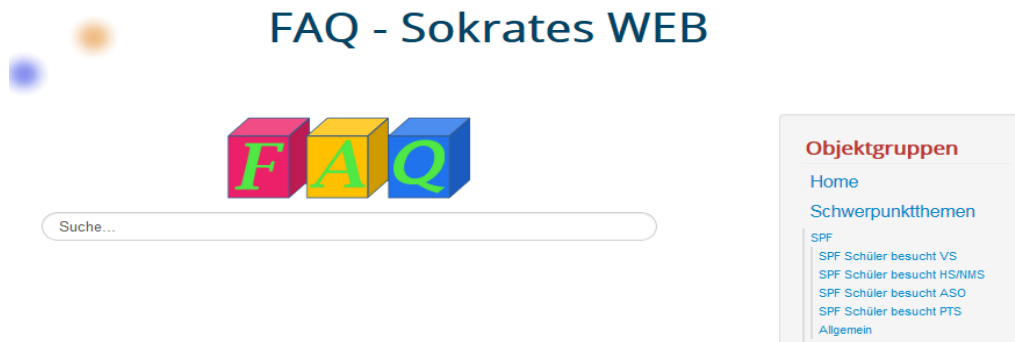 FAQ - Sokrates WEB
FAQ
Suche...
Objektgruppen
Home
Schwerpunktthemen
SPF
SPF Schüler besucht VS
SPF Schüler besucht HS/NMS
SPF Schüler besucht ASO
SPF Schüler besucht PTS
Allgemein